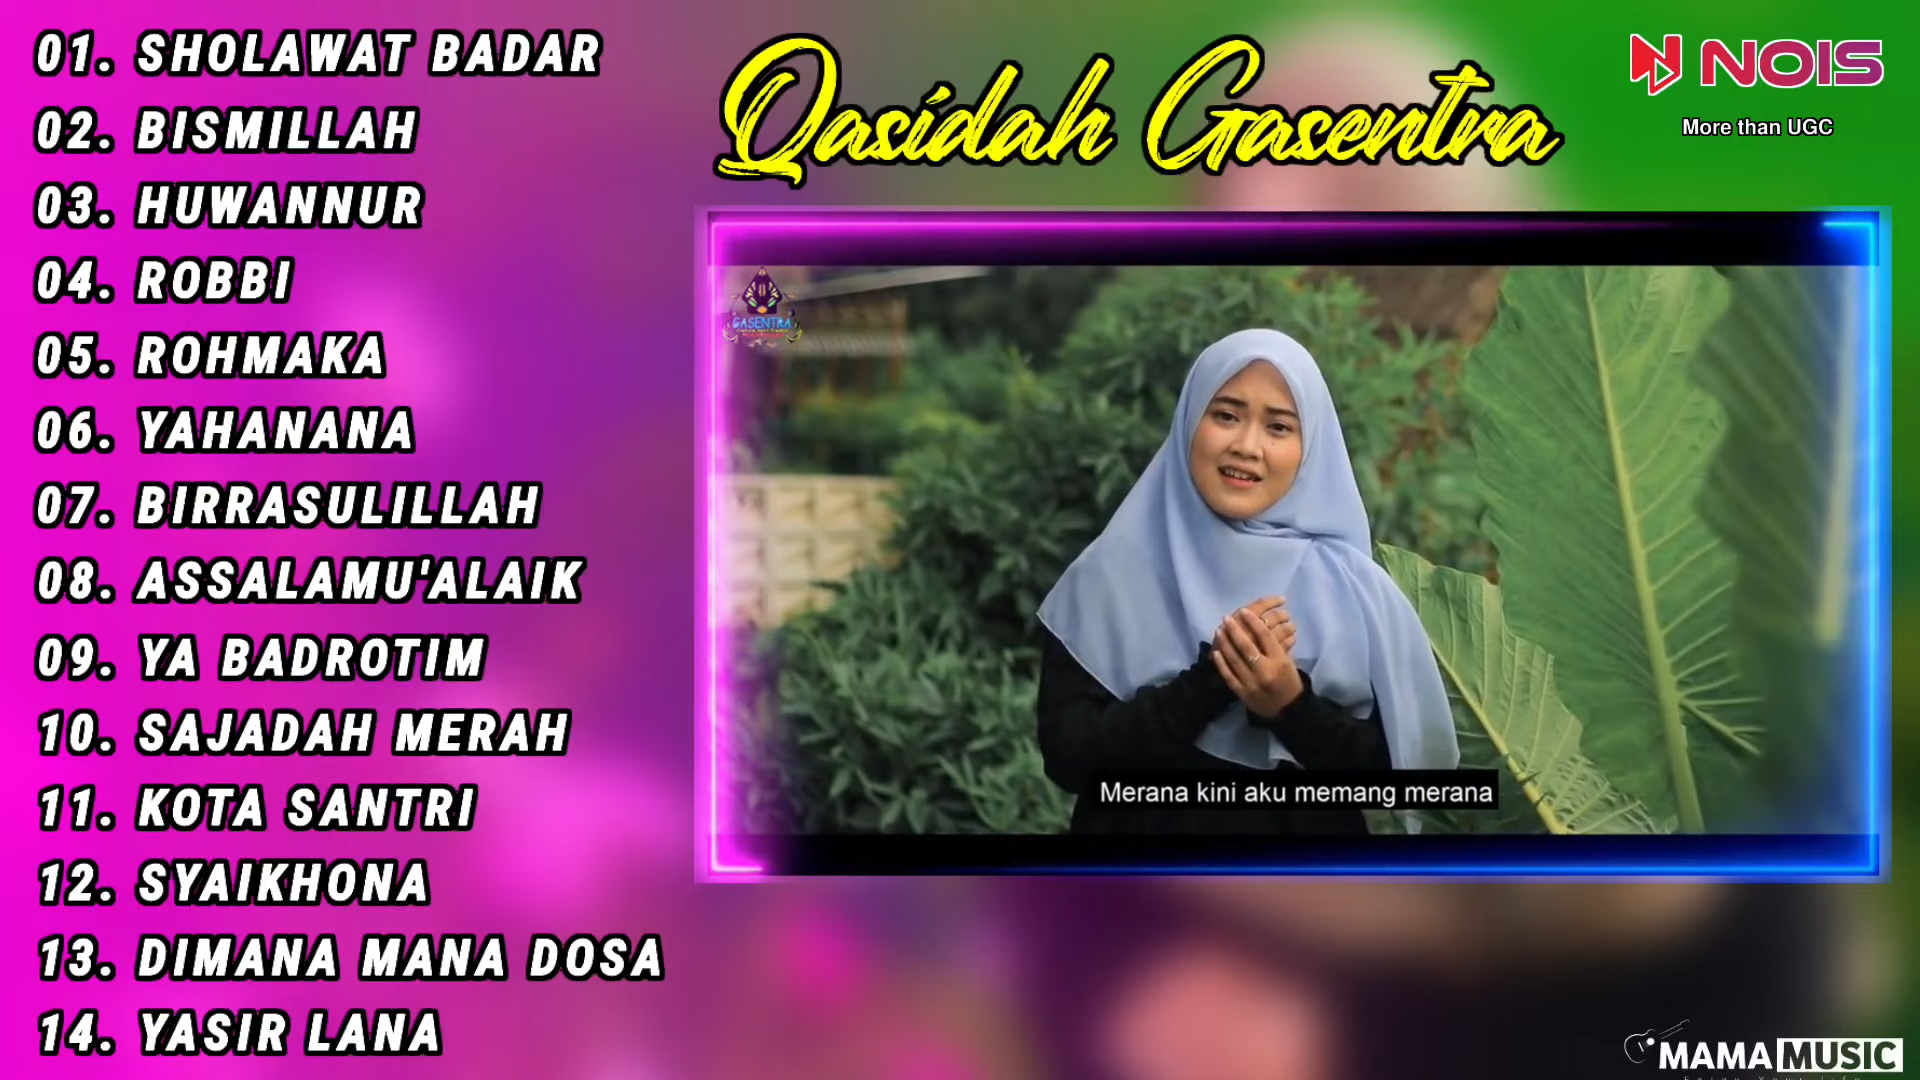 01. SHOLAWAT BADAR
02. BISMILLAH
03. HUWANNUR
04. ROBBI
05. ROHMAKA
06. YAHANANA
07. BIRRASULILLAH
08. ASSALAMU'ALAIK
09. YA BADROTIM
10. SAJADAH MERAH
11. KOTA SANTRI
12. SYAIKHONA
13. DIMANA MANA DOSA
14. YASIR LANA
Qasidah Gasentra
NOIS
More than UGC
GASENTRA
Merana kini aku memang merana
MAMA MUSIC